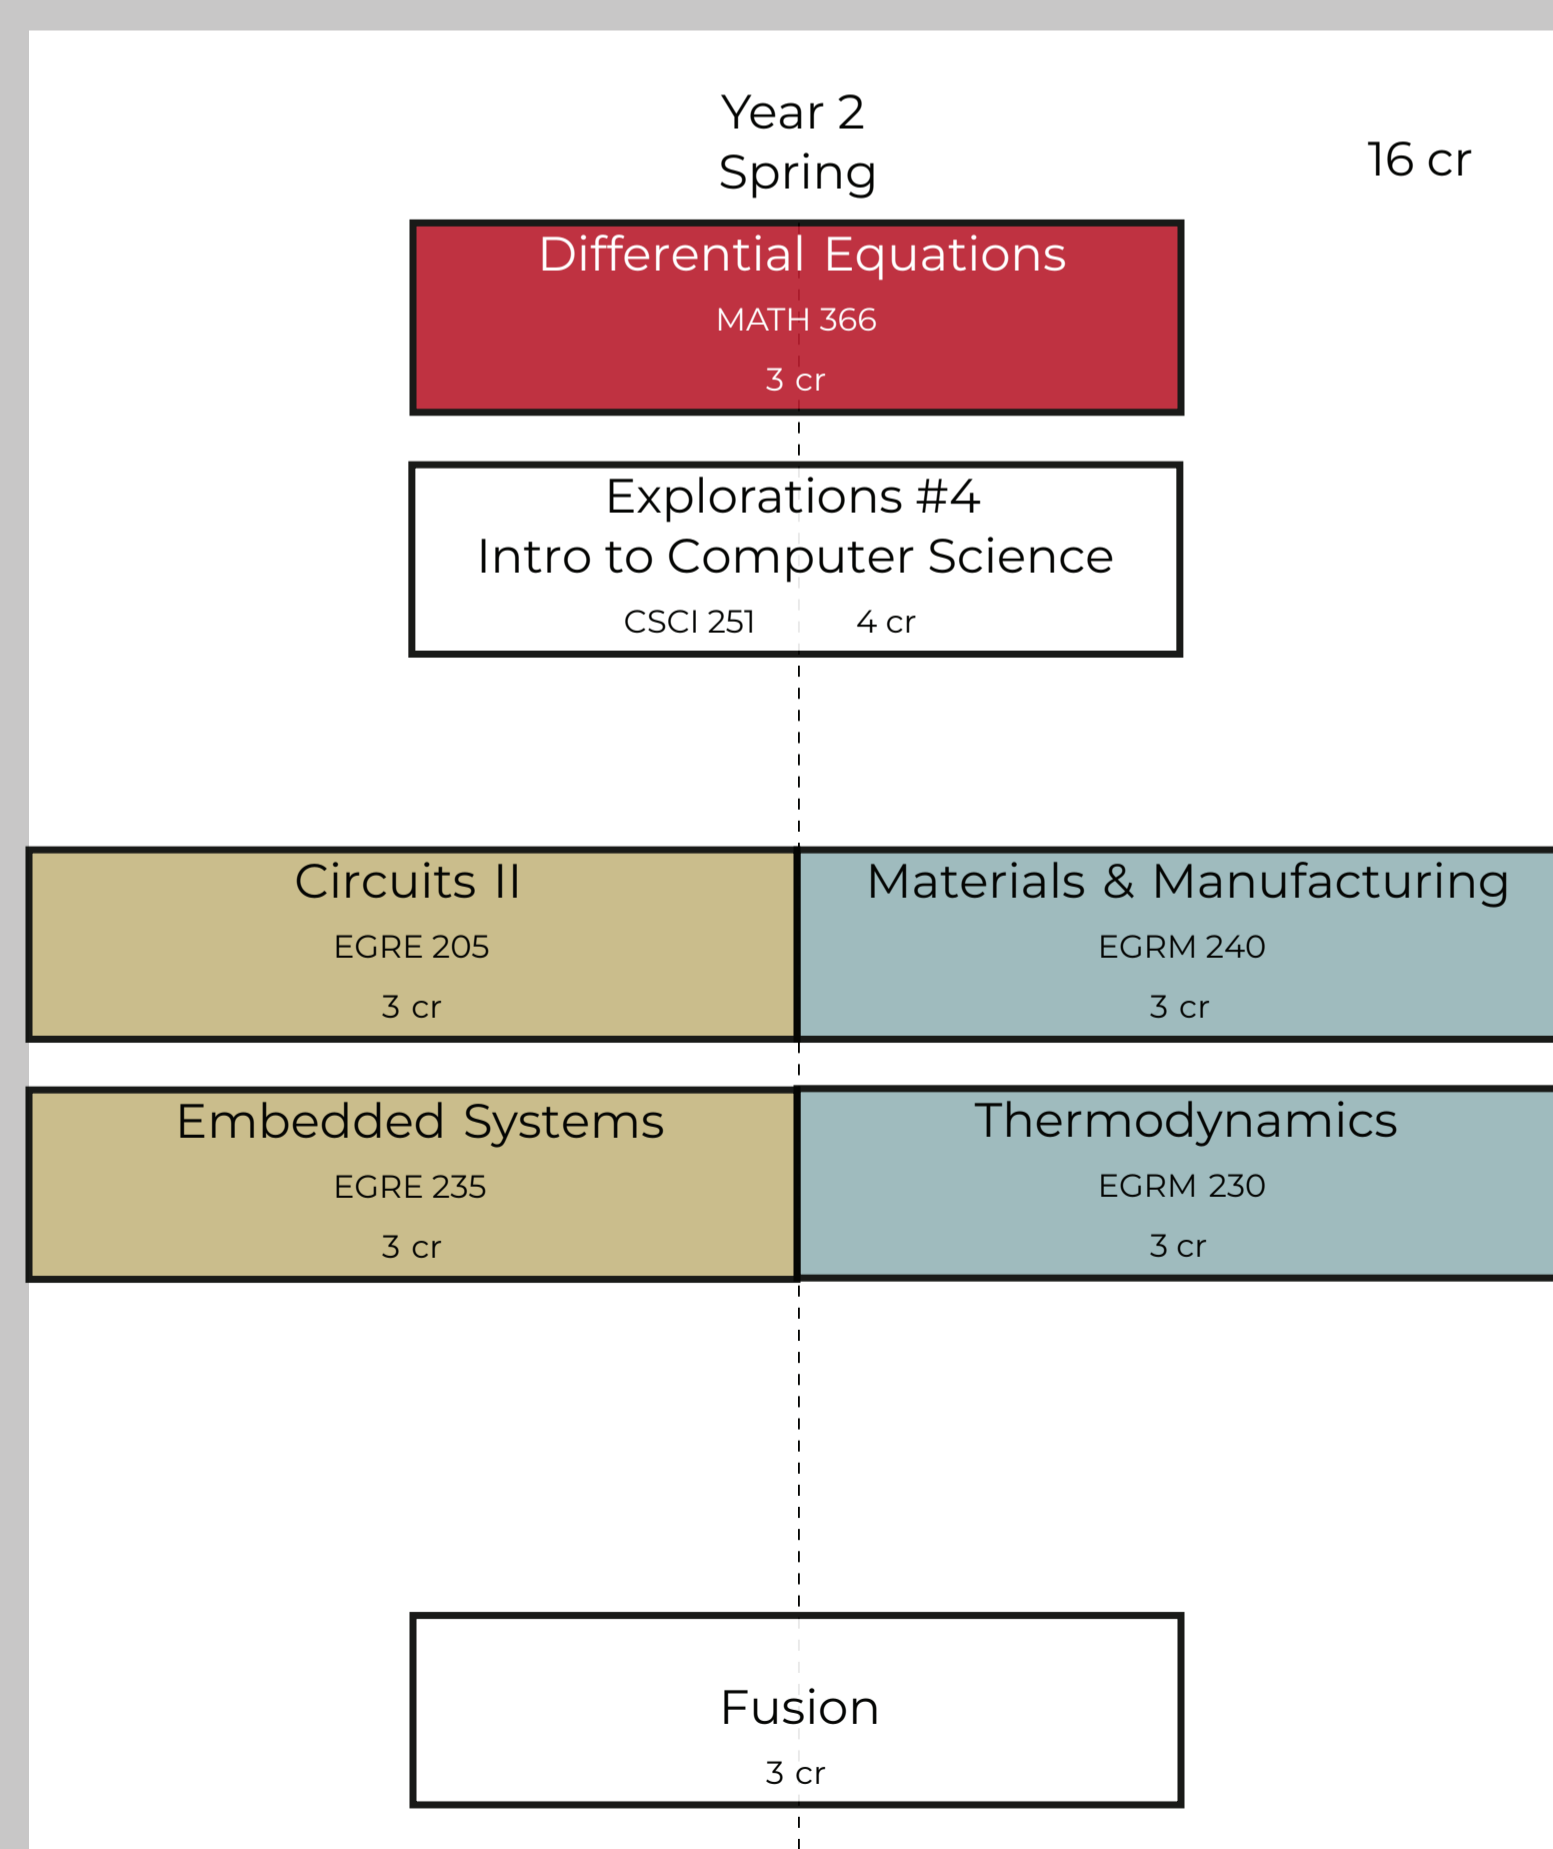 Year 2
Spring
16 cr
Differential Equations
MATH 366
3 cr
Explorations #4
Intro to Computer Science
CSCI 251 4 cr
Circuits II
EGRE 205
3 cr
Materials & Manufacturing
EGRM 240
3 cr
Embedded Systems
EGRE 235
3 cr
Thermodynamics
EGRM 230
3 cr
Fusion
3 cr